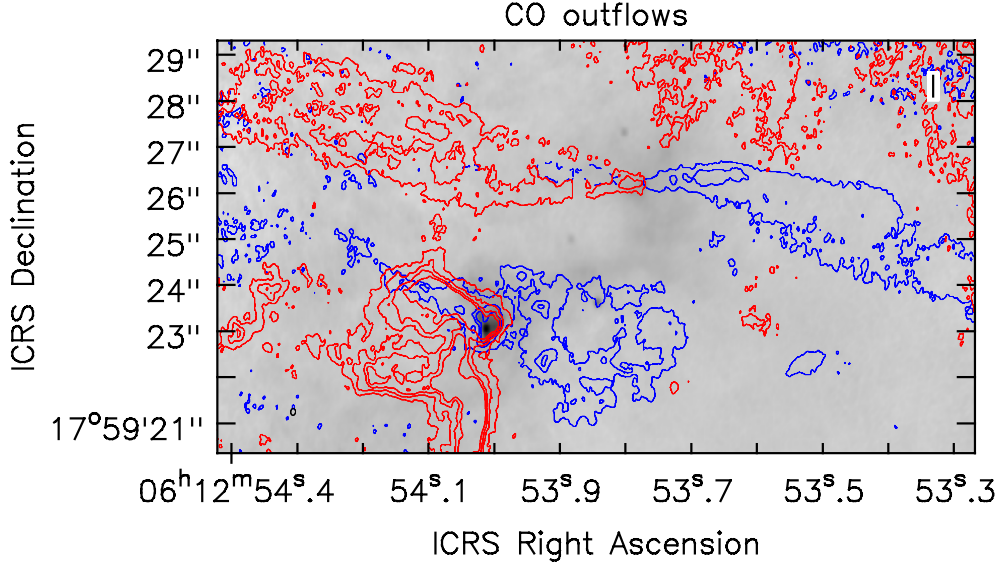 CO outflows
29''
28''
27''
26''
25''
24''
23''
17°59'21''
06ʰ12ᵐ54ˢ.4 54ˢ.1 53ˢ.9 53ˢ.7 53ˢ.5 53ˢ.3
ICRS Right Ascension
ICRS Declination